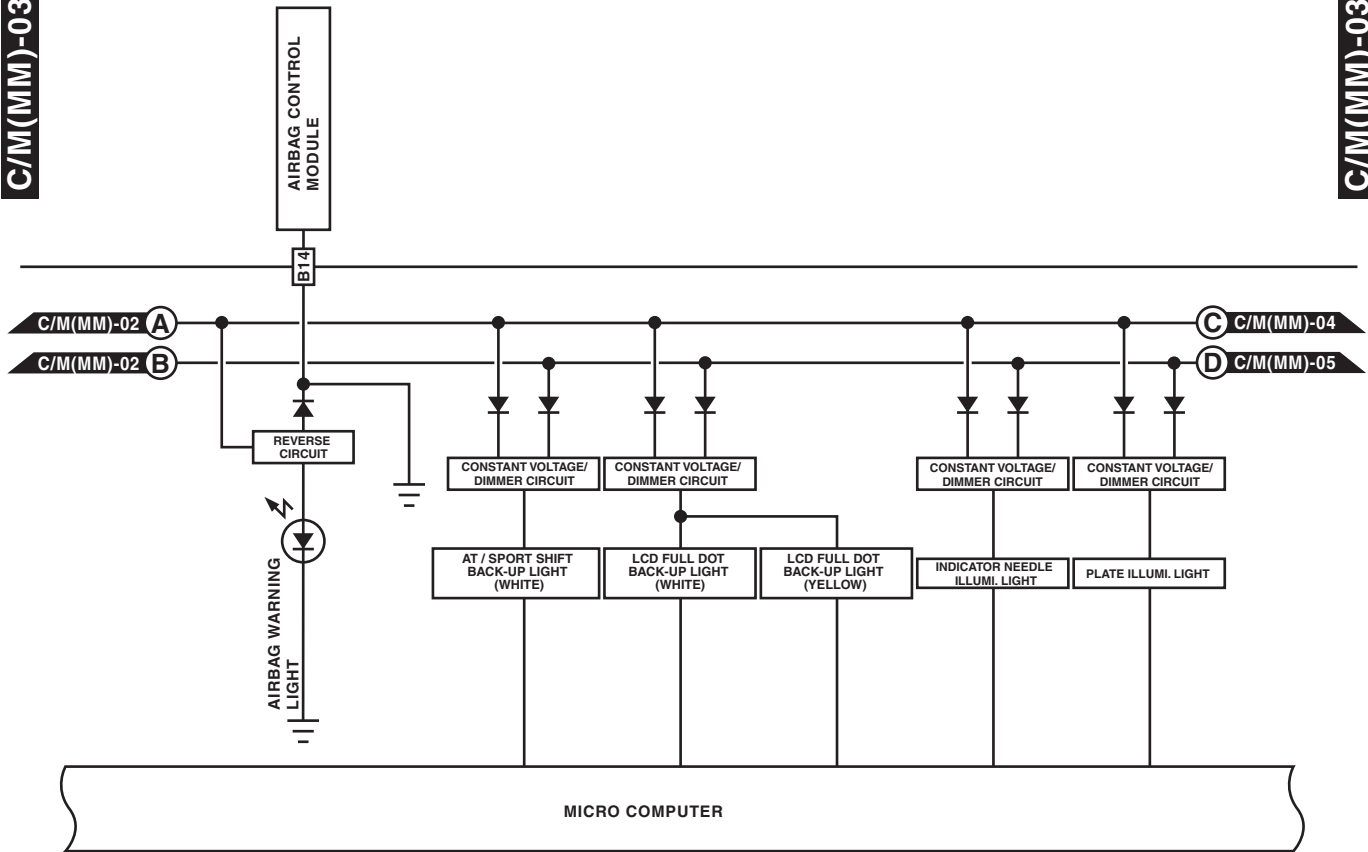 C/M(MM)-03
C/M(MM)-03
AIRBAG CONTROL
MODULE
B14
C/M(MM)-02 A
C C/M(MM)-04
C/M(MM)-02 B
D C/M(MM)-05
REVERSE
CIRCUIT
CONSTANT VOLTAGE/
DIMMER CIRCUIT
CONSTANT VOLTAGE/
DIMMER CIRCUIT
CONSTANT VOLTAGE/
DIMMER CIRCUIT
CONSTANT VOLTAGE/
DIMMER CIRCUIT
AIRBAG WARNING
LIGHT
AT / SPORT SHIFT
BACK-UP LIGHT
(WHITE)
LCD FULL DOT
BACK-UP LIGHT
(WHITE)
LCD FULL DOT
BACK-UP LIGHT
(YELLOW)
INDICATOR NEEDLE
ILLUMI. LIGHT
PLATE ILLUMI. LIGHT
MICRO COMPUTER